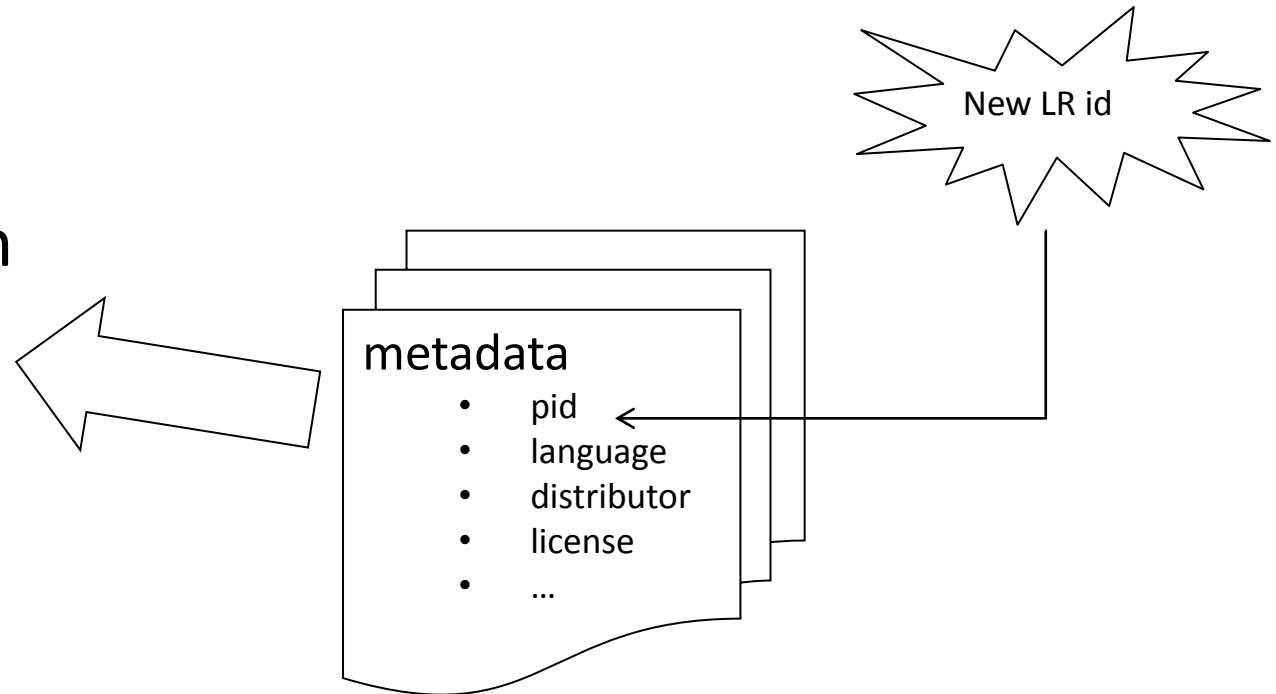 New LR id
n
metadata
• pid
• language
• distributor
• license
• ...